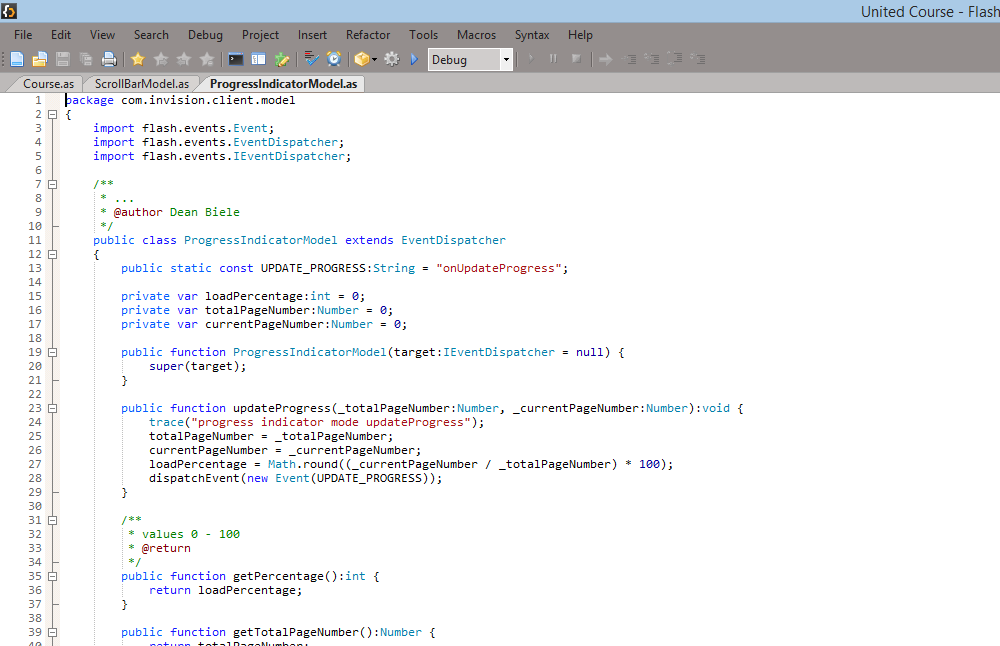 United Course - Flash
File Edit View Search Debug Project Insert Refactor Tools Macros Syntax Help
Debug
Course.as ScrollBarModel.as ProgressIndicatorModel.as
1 package com.invision.client.model
2 {
3 import flash.events.Event;
4 import flash.events.EventDispatcher;
5 import flash.events.IEventDispatcher;
6
7 /**
8 * ...
9 * @author Dean Biele
10 */
11 public class ProgressIndicatorModel extends EventDispatcher
12 {
13 public static const UPDATE_PROGRESS:String = "onUpdateProgress";
14
15 private var loadPercentage:int = 0;
16 private var totalPageNumber:Number = 0;
17 private var currentPageNumber:Number = 0;
18
19 public function ProgressIndicatorModel(target:IEventDispatcher = null) {
20 super(target);
21 }
22
23 public function updateProgress(_totalPageNumber:Number, _currentPageNumber:Number):void {
24 trace("progress indicator mode updateProgress");
25 totalPageNumber = _totalPageNumber;
26 currentPageNumber = _currentPageNumber;
27 loadPercentage = Math.round((_currentPageNumber / _totalPageNumber) * 100);
28 dispatchEvent(new Event(UPDATE_PROGRESS));
29 }
30
31 /**
32 * values 0 - 100
33 * @return
34 */
35 public function getPercentage():int {
36 return loadPercentage;
37 }
38
39 public function getTotalPageNumber():Number {
40 return totalPageNumber;